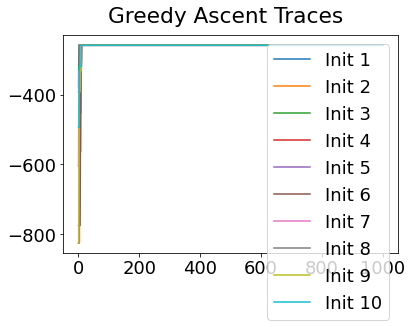 Greedy Ascent Traces
−400
−600
−800
0
200
400
600
800
1000
Init 1
Init 2
Init 3
Init 4
Init 5
Init 6
Init 7
Init 8
Init 9
Init 10